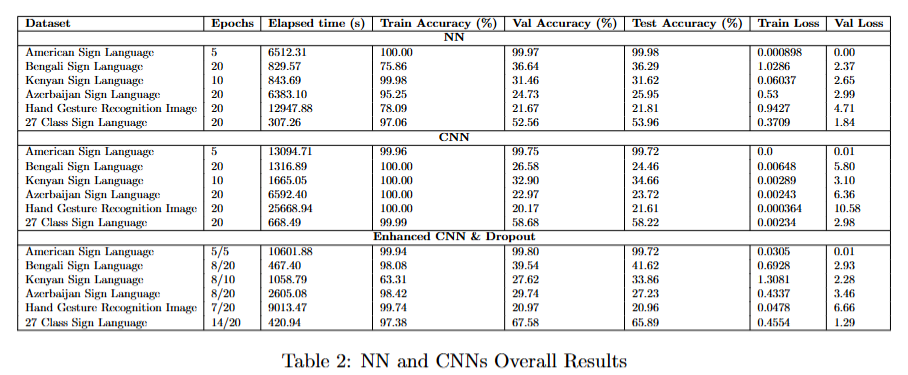 Dataset Epochs Elapsed time (s) Train Accuracy (%) Val Accuracy (%) Test Accuracy (%) Train Loss Val Loss
NN
American Sign Language 5 6512.31 100.00 99.97 99.98 0.000898 0.00
Bengali Sign Language 20 829.57 75.86 36.64 36.29 1.0286 2.37
Kenyan Sign Language 10 843.69 99.98 31.46 31.62 0.06037 2.65
Azerbaijan Sign Language 20 6383.10 95.25 24.73 25.95 0.53 2.99
Hand Gesture Recognition Image 20 12947.88 78.09 21.67 21.81 0.9427 4.71
27 Class Sign Language 20 307.26 97.06 52.56 53.96 0.3709 1.84
CNN
American Sign Language 5 13094.71 99.96 99.75 99.72 0.0 0.01
Bengali Sign Language 20 1316.89 100.00 26.58 24.46 0.00648 5.80
Kenyan Sign Language 10 1665.05 100.00 32.90 34.66 0.00289 3.10
Azerbaijan Sign Language 20 6592.40 100.00 22.97 23.72 0.00243 6.36
Hand Gesture Recognition Image 20 25668.94 100.00 20.17 21.61 0.000364 10.58
27 Class Sign Language 20 668.49 99.99 58.68 58.22 0.00234 2.98
Enhanced CNN & Dropout
American Sign Language 5/5 10601.88 99.94 99.80 99.72 0.0305 0.01
Bengali Sign Language 8/20 467.40 98.08 39.54 41.62 0.6928 2.93
Kenyan Sign Language 8/10 1058.79 63.31 27.62 33.86 1.3081 2.28
Azerbaijan Sign Language 8/20 2605.08 98.42 29.74 27.23 0.4337 3.46
Hand Gesture Recognition Image 7/20 9013.47 99.74 20.97 20.96 0.0478 6.66
27 Class Sign Language 14/20 420.94 97.38 67.58 65.89 0.4554 1.29
Table 2: NN and CNNs Overall Results